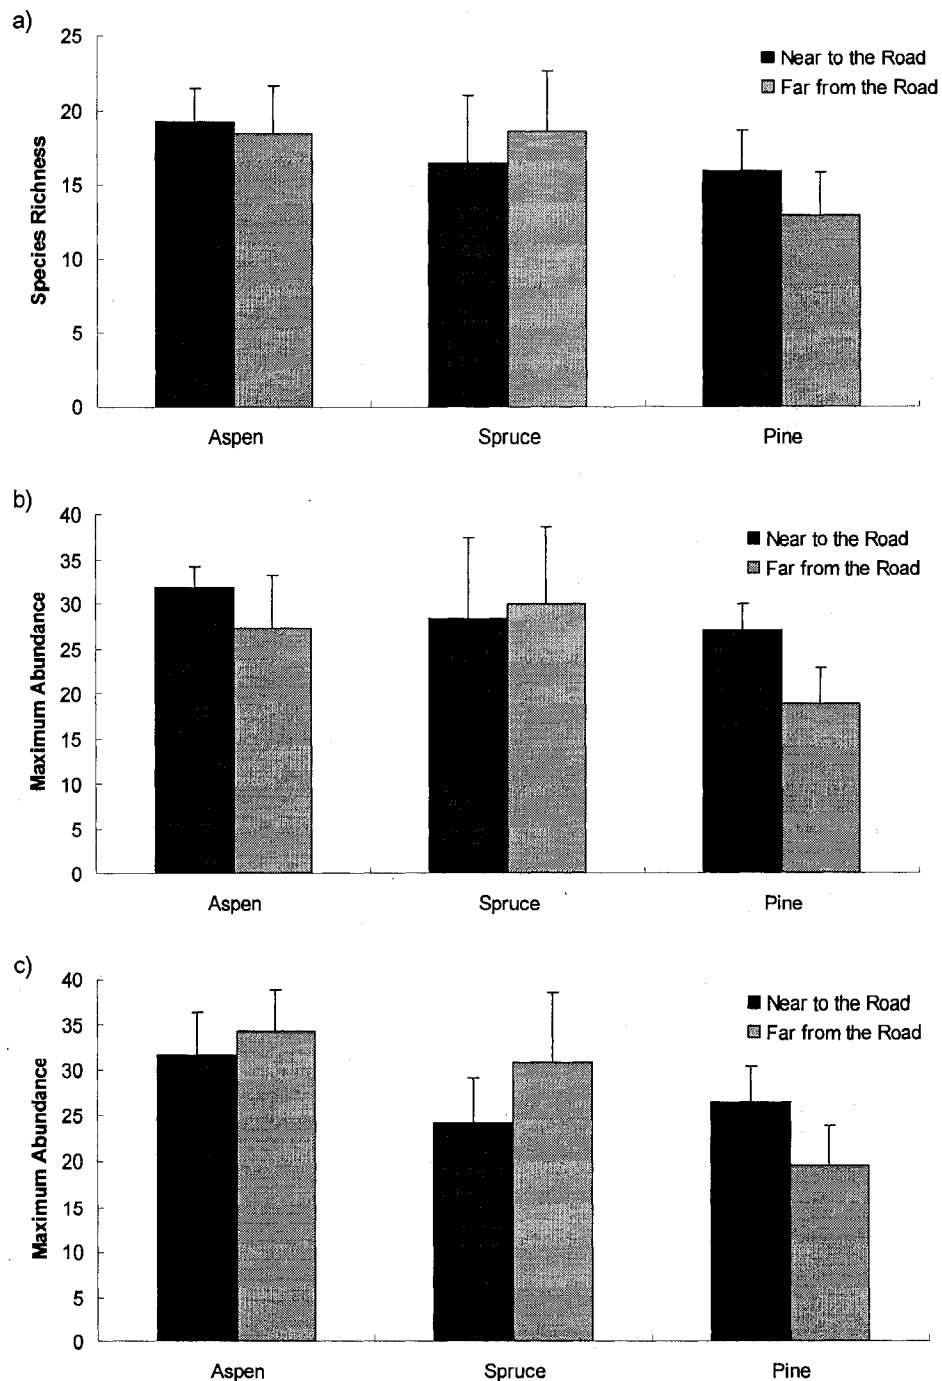 a)
25
20
15
10
5
0
Species Richness
Near to the Road
Far from the Road
Aspen Spruce Pine
b)
40
35
30
25
20
15
10
5
0
Maximum Abundance
Near to the Road
Far from the Road
Aspen Spruce Pine
c)
40
35
30
25
20
15
10
5
0
Maximum Abundance
Near to the Road
Far from the Road
Aspen Spruce Pine